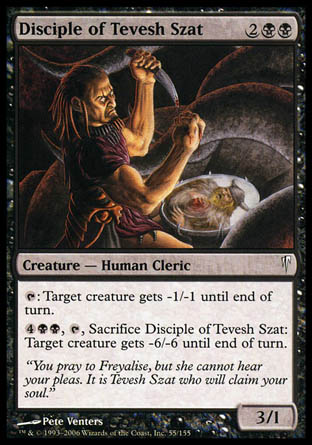 Disciple of Tevesh Szat 2
Creature — Human Cleric
: Target creature gets -1/-1 until end of
turn.
4, , Sacrifice Disciple of Tevesh Szat:
Target creature gets -6/-6 until end of turn.
"You pray to Freyalise, but she cannot hear
your pleas. It is Tevesh Szat who will claim your
soul."
Pete Venters
™ & © 1993–2006 Wizards of the Coast, Inc. 55/155
3/1